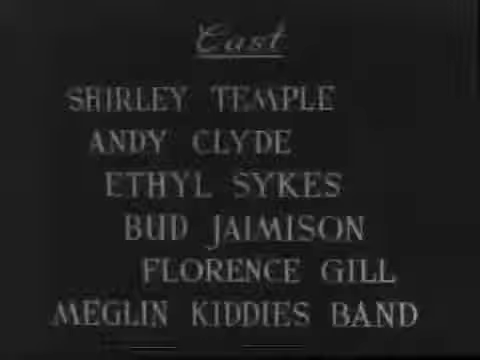 Cast
SHIRLEY TEMPLE
ANDY CLYDE
ETHYL SYKES
BUD JAIMISON
FLORENCE GILL
MEGLIN KIDDIES BAND